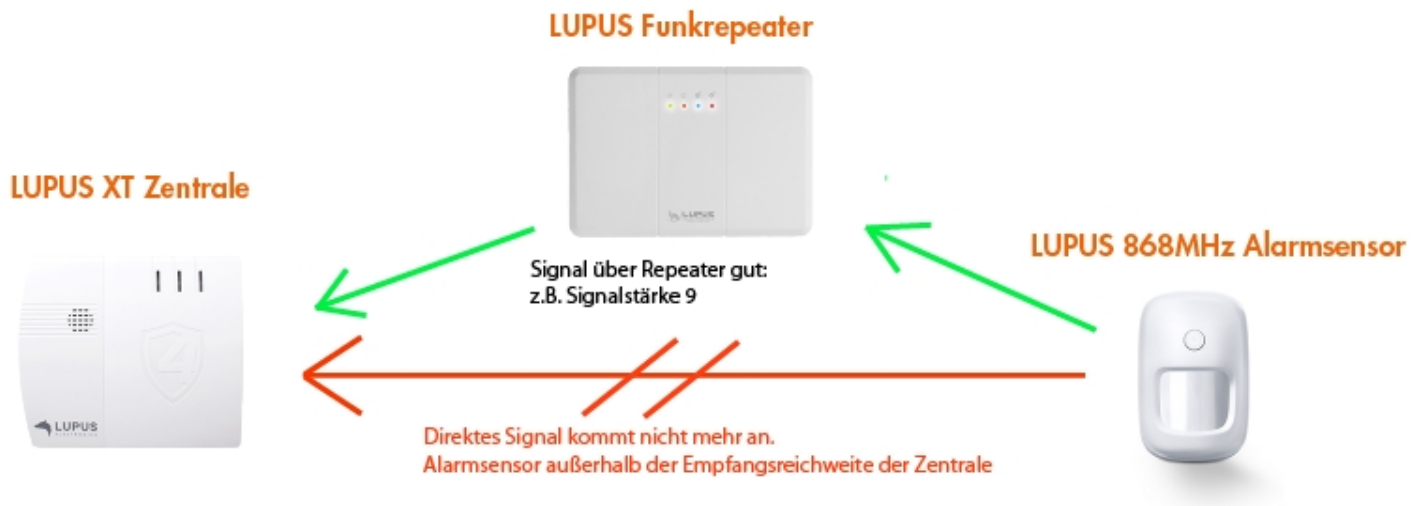 LUPUS Funkrepeater
LUPUS
LUPUS XT Zentrale
Signal über Repeater gut:
z.B. Signalstärke 9
LUPUS 868MHz Alarmsensor
LUPUS
Direktes Signal kommt nicht mehr an.
Alarmsensor außerhalb der Empfangsreichweite der Zentrale